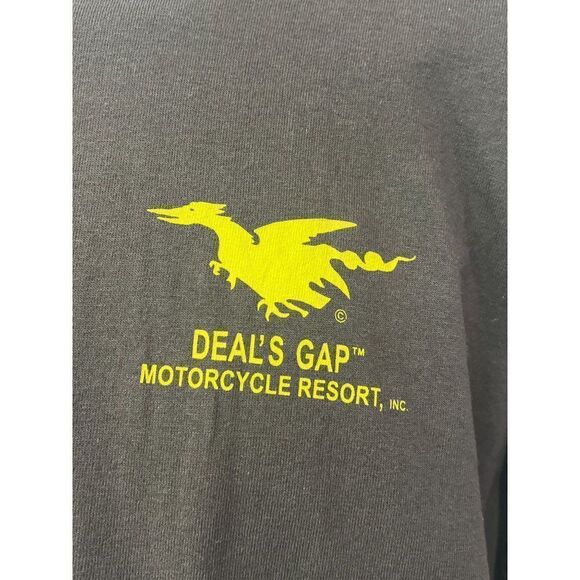 ©
DEAL'S GAP™
MOTORCYCLE RESORT, INC.